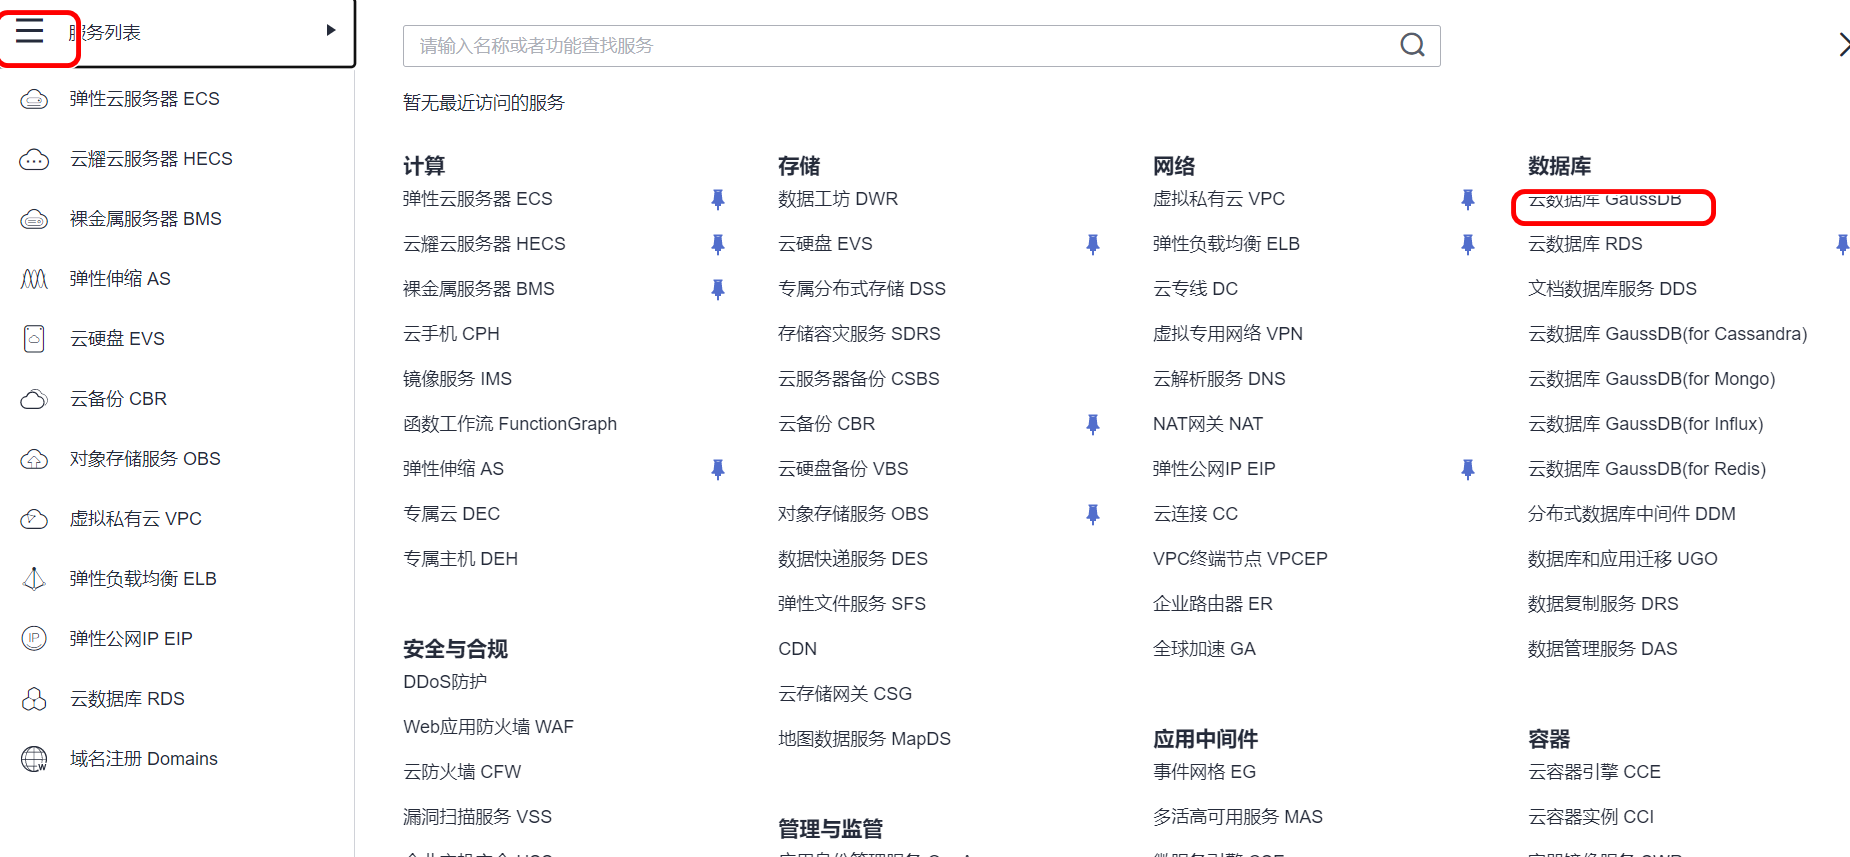 服务列表
弹性云服务器 ECS
云耀云服务器 HECS
裸金属服务器 BMS
弹性伸缩 AS
云硬盘 EVS
云备份 CBR
对象存储服务 OBS
虚拟私有云 VPC
弹性负载均衡 ELB
弹性公网IP EIP
IP
云数据库 RDS
域名注册 Domains
请输入名称或者功能查找服务
暂无最近访问的服务
计算
弹性云服务器 ECS
云耀云服务器 HECS
裸金属服务器 BMS
云手机 CPH
镜像服务 IMS
函数工作流 FunctionGraph
弹性伸缩 AS
专属云 DEC
专属主机 DEH
安全与合规
DDoS防护
Web应用防火墙 WAF
云防火墙 CFW
漏洞扫描服务 VSS
存储
数据工坊 DWR
云硬盘 EVS
专属分布式存储 DSS
存储容灾服务 SDRS
云服务器备份 CSBS
云备份 CBR
云硬盘备份 VBS
对象存储服务 OBS
数据快递服务 DES
弹性文件服务 SFS
CDN
云存储网关 CSG
地图数据服务 MapDS
管理与监管
网络
虚拟私有云 VPC
弹性负载均衡 ELB
云专线 DC
虚拟专用网络 VPN
云解析服务 DNS
NAT网关 NAT
弹性公网IP EIP
云连接 CC
VPC终端节点 VPCEP
企业路由器 ER
全球加速 GA
应用中间件
事件网格 EG
多活高可用服务 MAS
数据库
云数据库 GaussDB
云数据库 RDS
文档数据库服务 DDS
云数据库 GaussDB(for Cassandra)
云数据库 GaussDB(for Mongo)
云数据库 GaussDB(for Influx)
云数据库 GaussDB(for Redis)
分布式数据库中间件 DDM
数据库和应用迁移 UGO
数据复制服务 DRS
数据管理服务 DAS
容器
云容器引擎 CCE
云容器实例 CCI